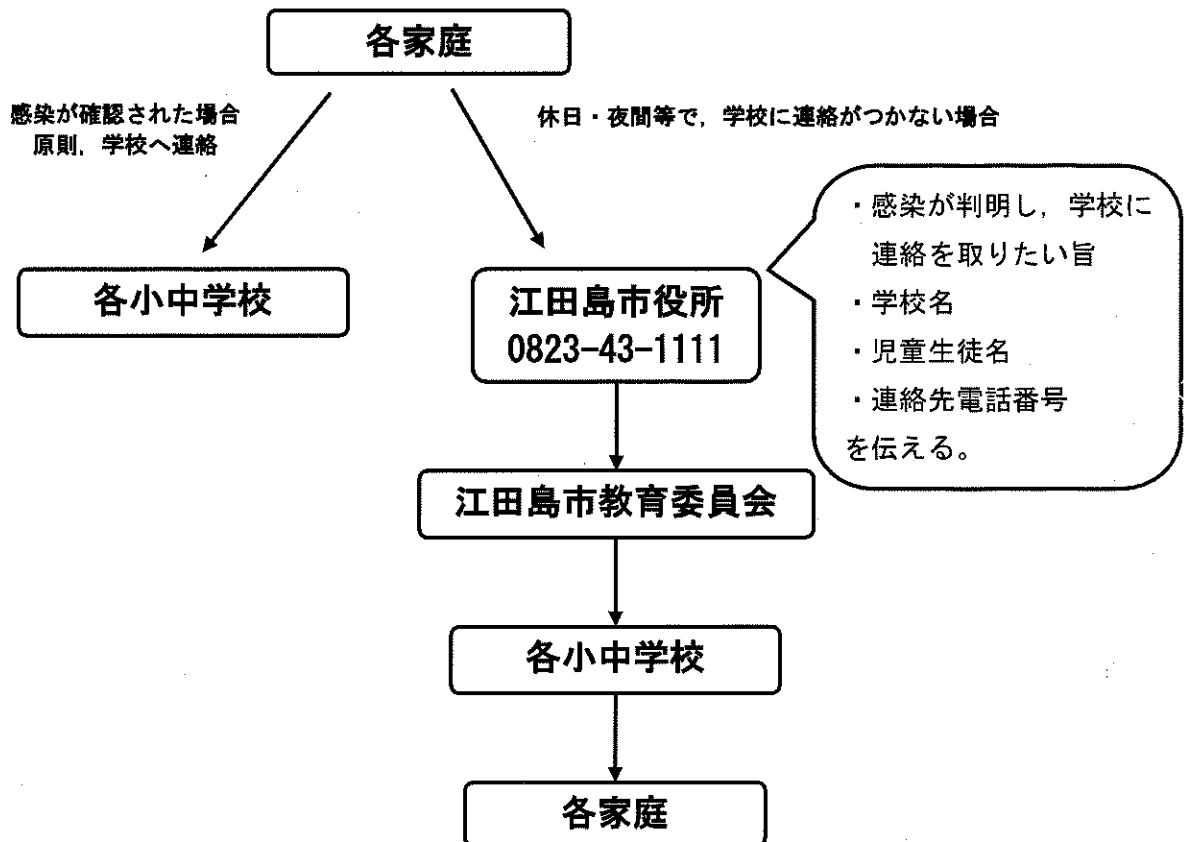 各家庭
感染が確認された場合
原則，学校へ連絡
休日・夜間等で，学校に連絡がつかない場合
・感染が判明し，学校に
連絡を取りたい旨
・学校名
・児童生徒名
・連絡先電話番号
を伝える。
各小中学校
江田島市役所
0823-43-1111
江田島市教育委員会
各小中学校
各家庭